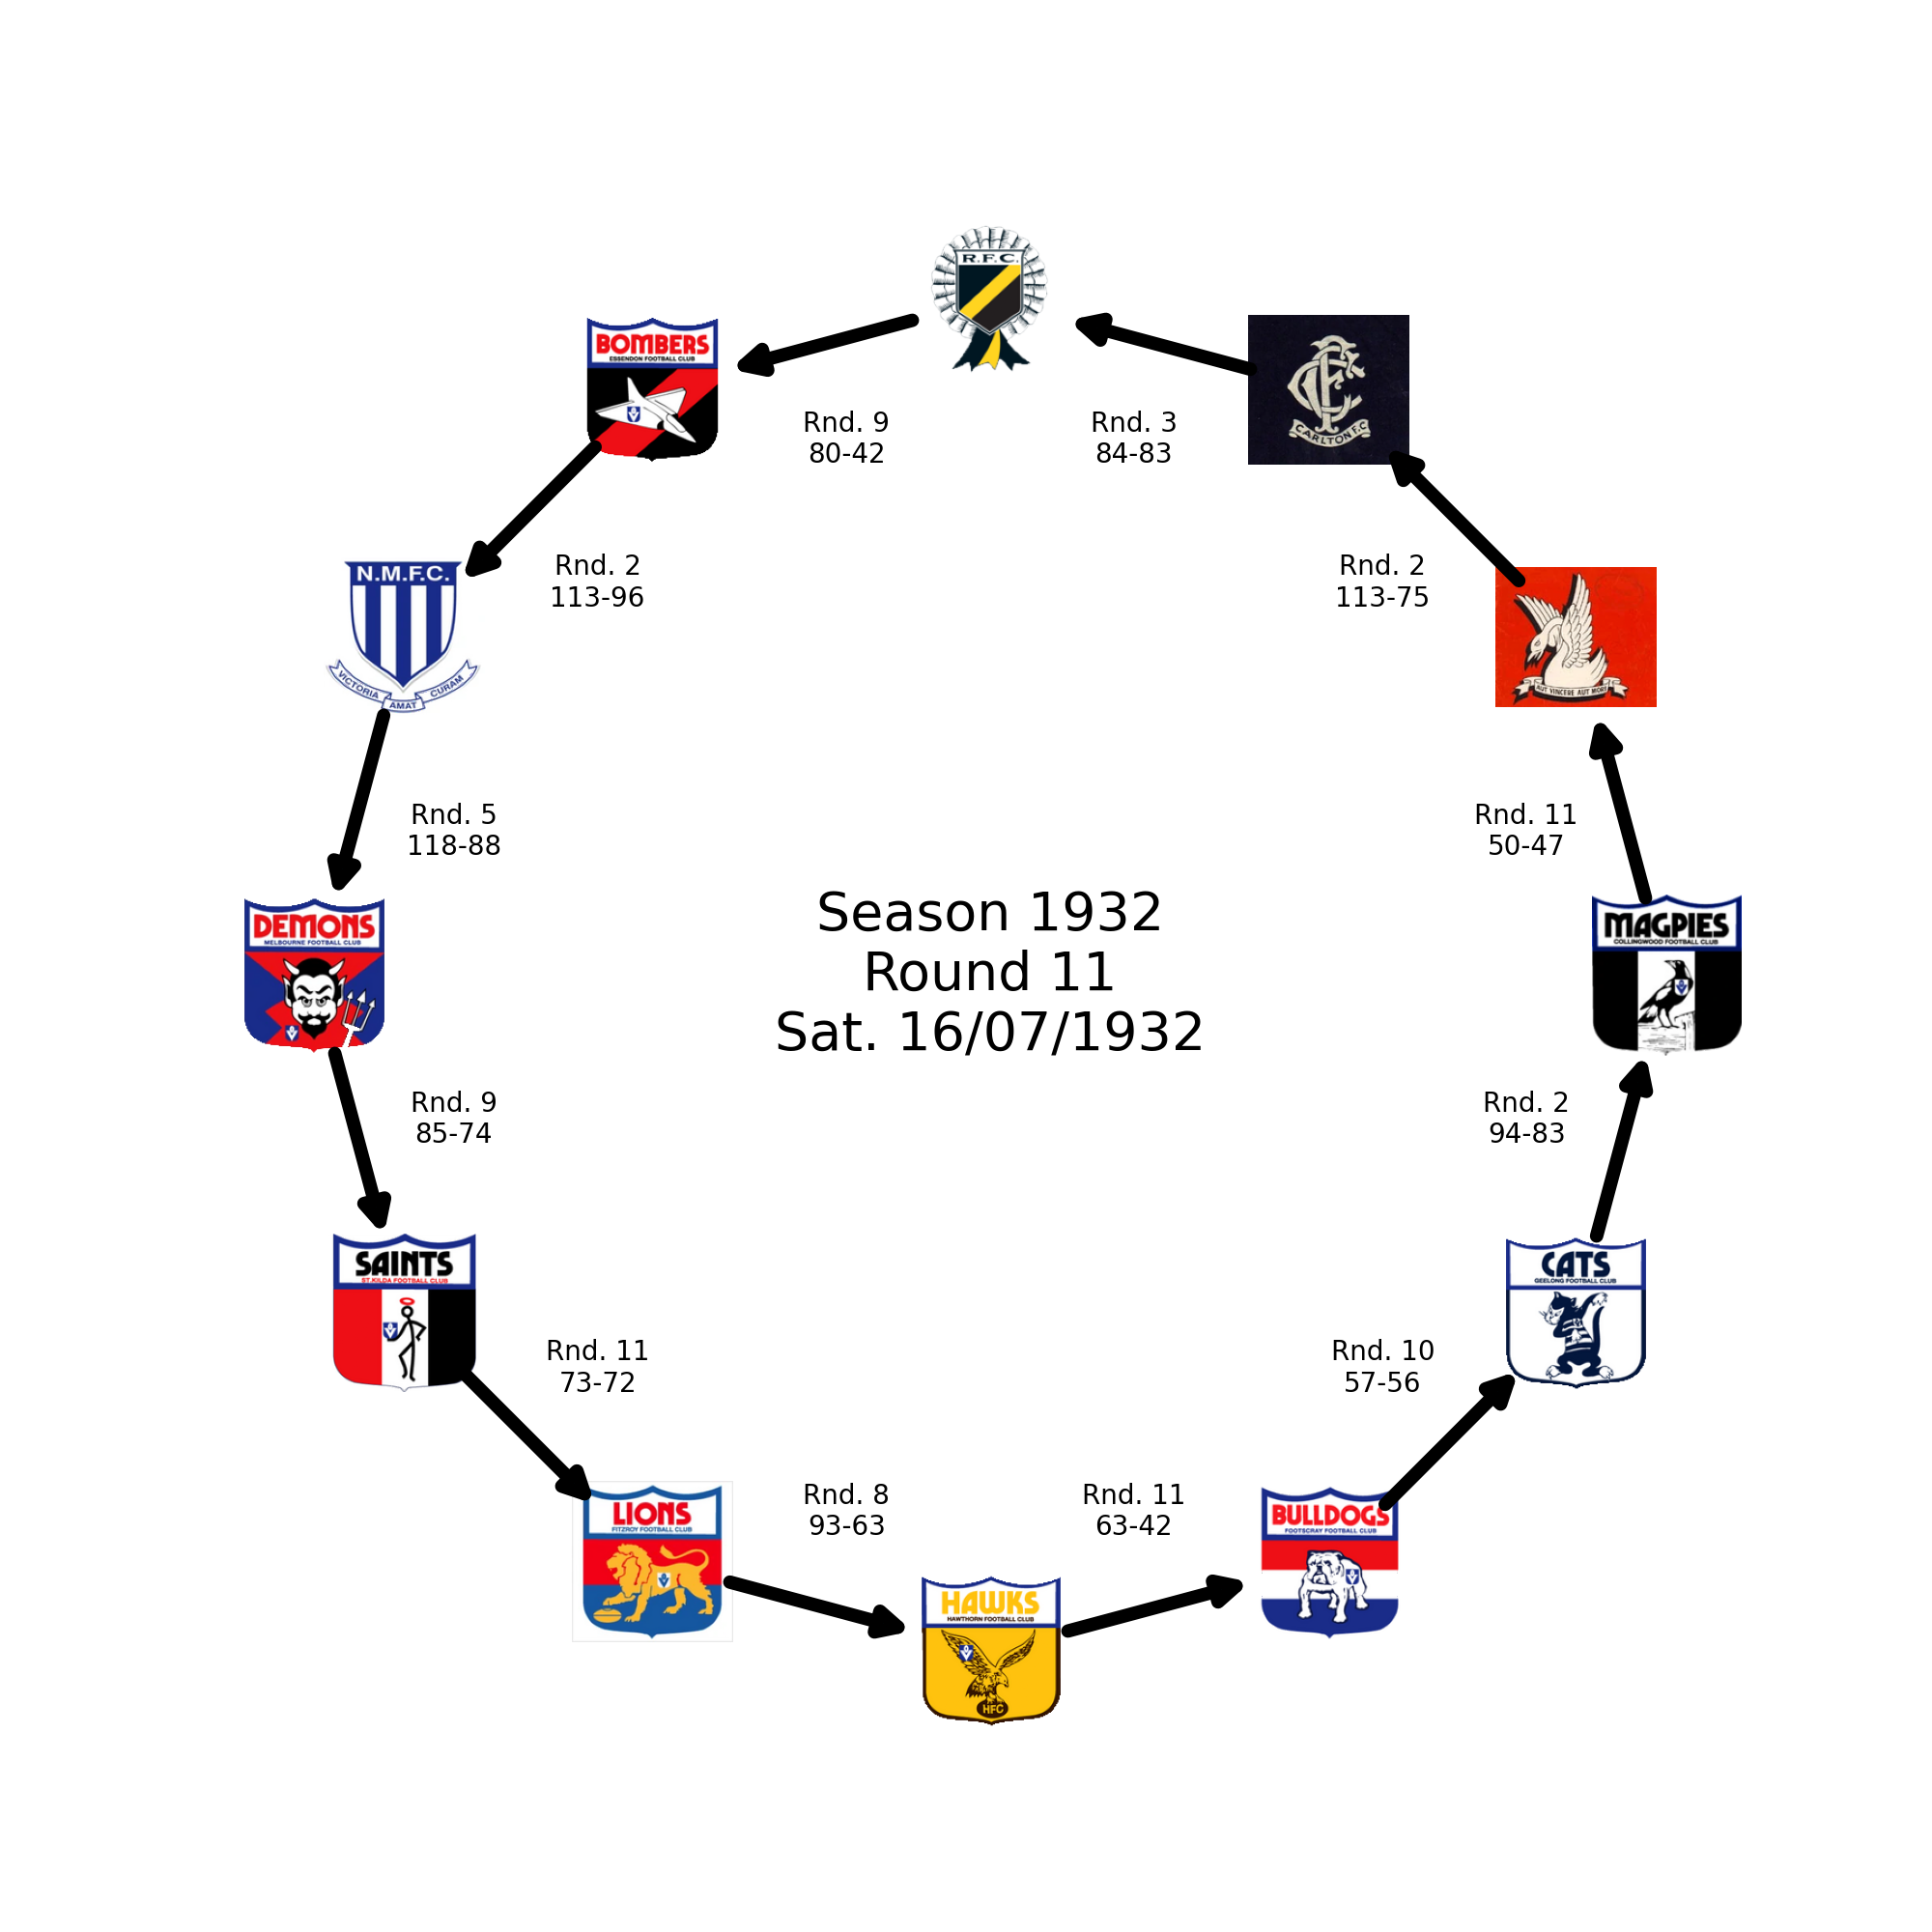 R.F.C.
BOMBERS
ESSENDON FOOTBALL CLUB
CARLTON F.C
Rnd. 9
80-42
Rnd. 3
84-83
N.M.F.C.
VICTORIA
AMAT
CURAM
Rnd. 2
113-96
Rnd. 2
113-75
AUT VINCERE AUT MORI
Rnd. 5
118-88
Rnd. 11
50-47
DEMONS
MELBOURNE FOOTBALL CLUB
Season 1932
Round 11
Sat. 16/07/1932
MAGPIES
COLLINGWOOD FOOTBALL CLUB
Rnd. 9
85-74
Rnd. 2
94-83
SAINTS
ST.KILDA FOOTBALL CLUB
CATS
GEELONG FOOTBALL CLUB
Rnd. 11
73-72
Rnd. 10
57-56
LIONS
FITZROY FOOTBALL CLUB
Rnd. 8
93-63
Rnd. 11
63-42
BULLDOGS
FOOTSCRAY FOOTBALL CLUB
HAWKS
HAWTHORN FOOTBALL CLUB
HFC